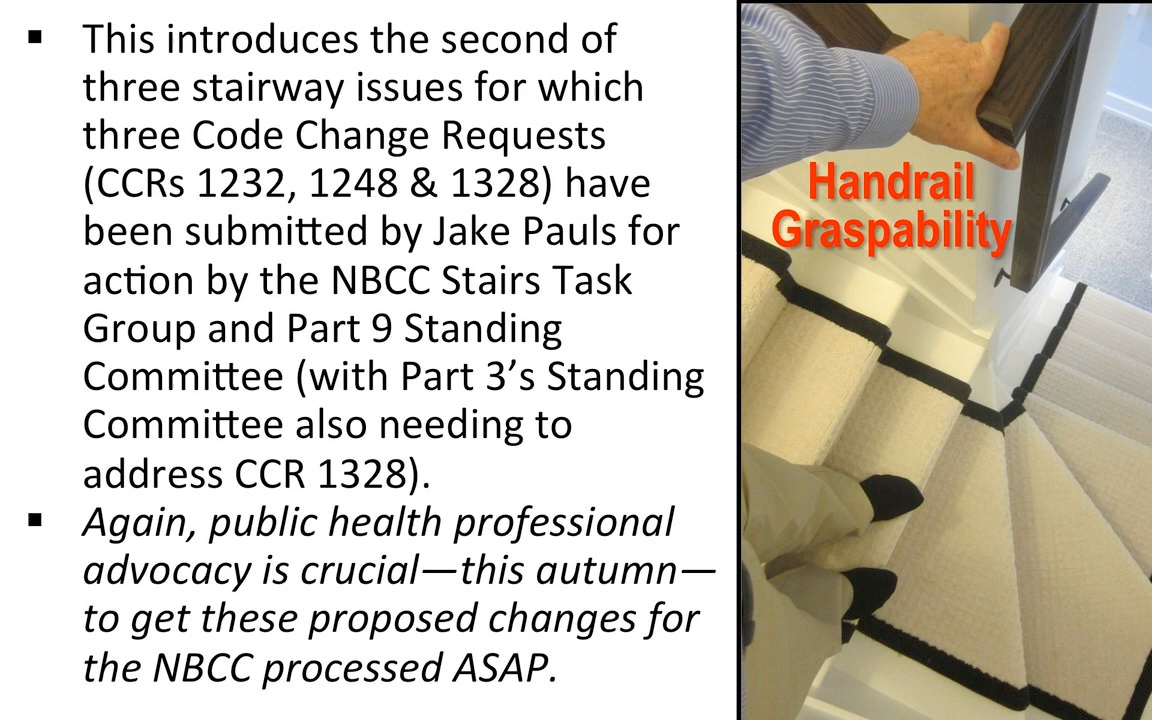 ▪ This introduces the second of
three stairway issues for which
three Code Change Requests
(CCRs 1232, 1248 & 1328) have
been submitted by Jake Pauls for
action by the NBCC Stairs Task
Group and Part 9 Standing
Committee (with Part 3’s Standing
Committee also needing to
address CCR 1328).
▪ Again, public health professional
advocacy is crucial—this autumn—
to get these proposed changes for
the NBCC processed ASAP.
Handrail
Graspability